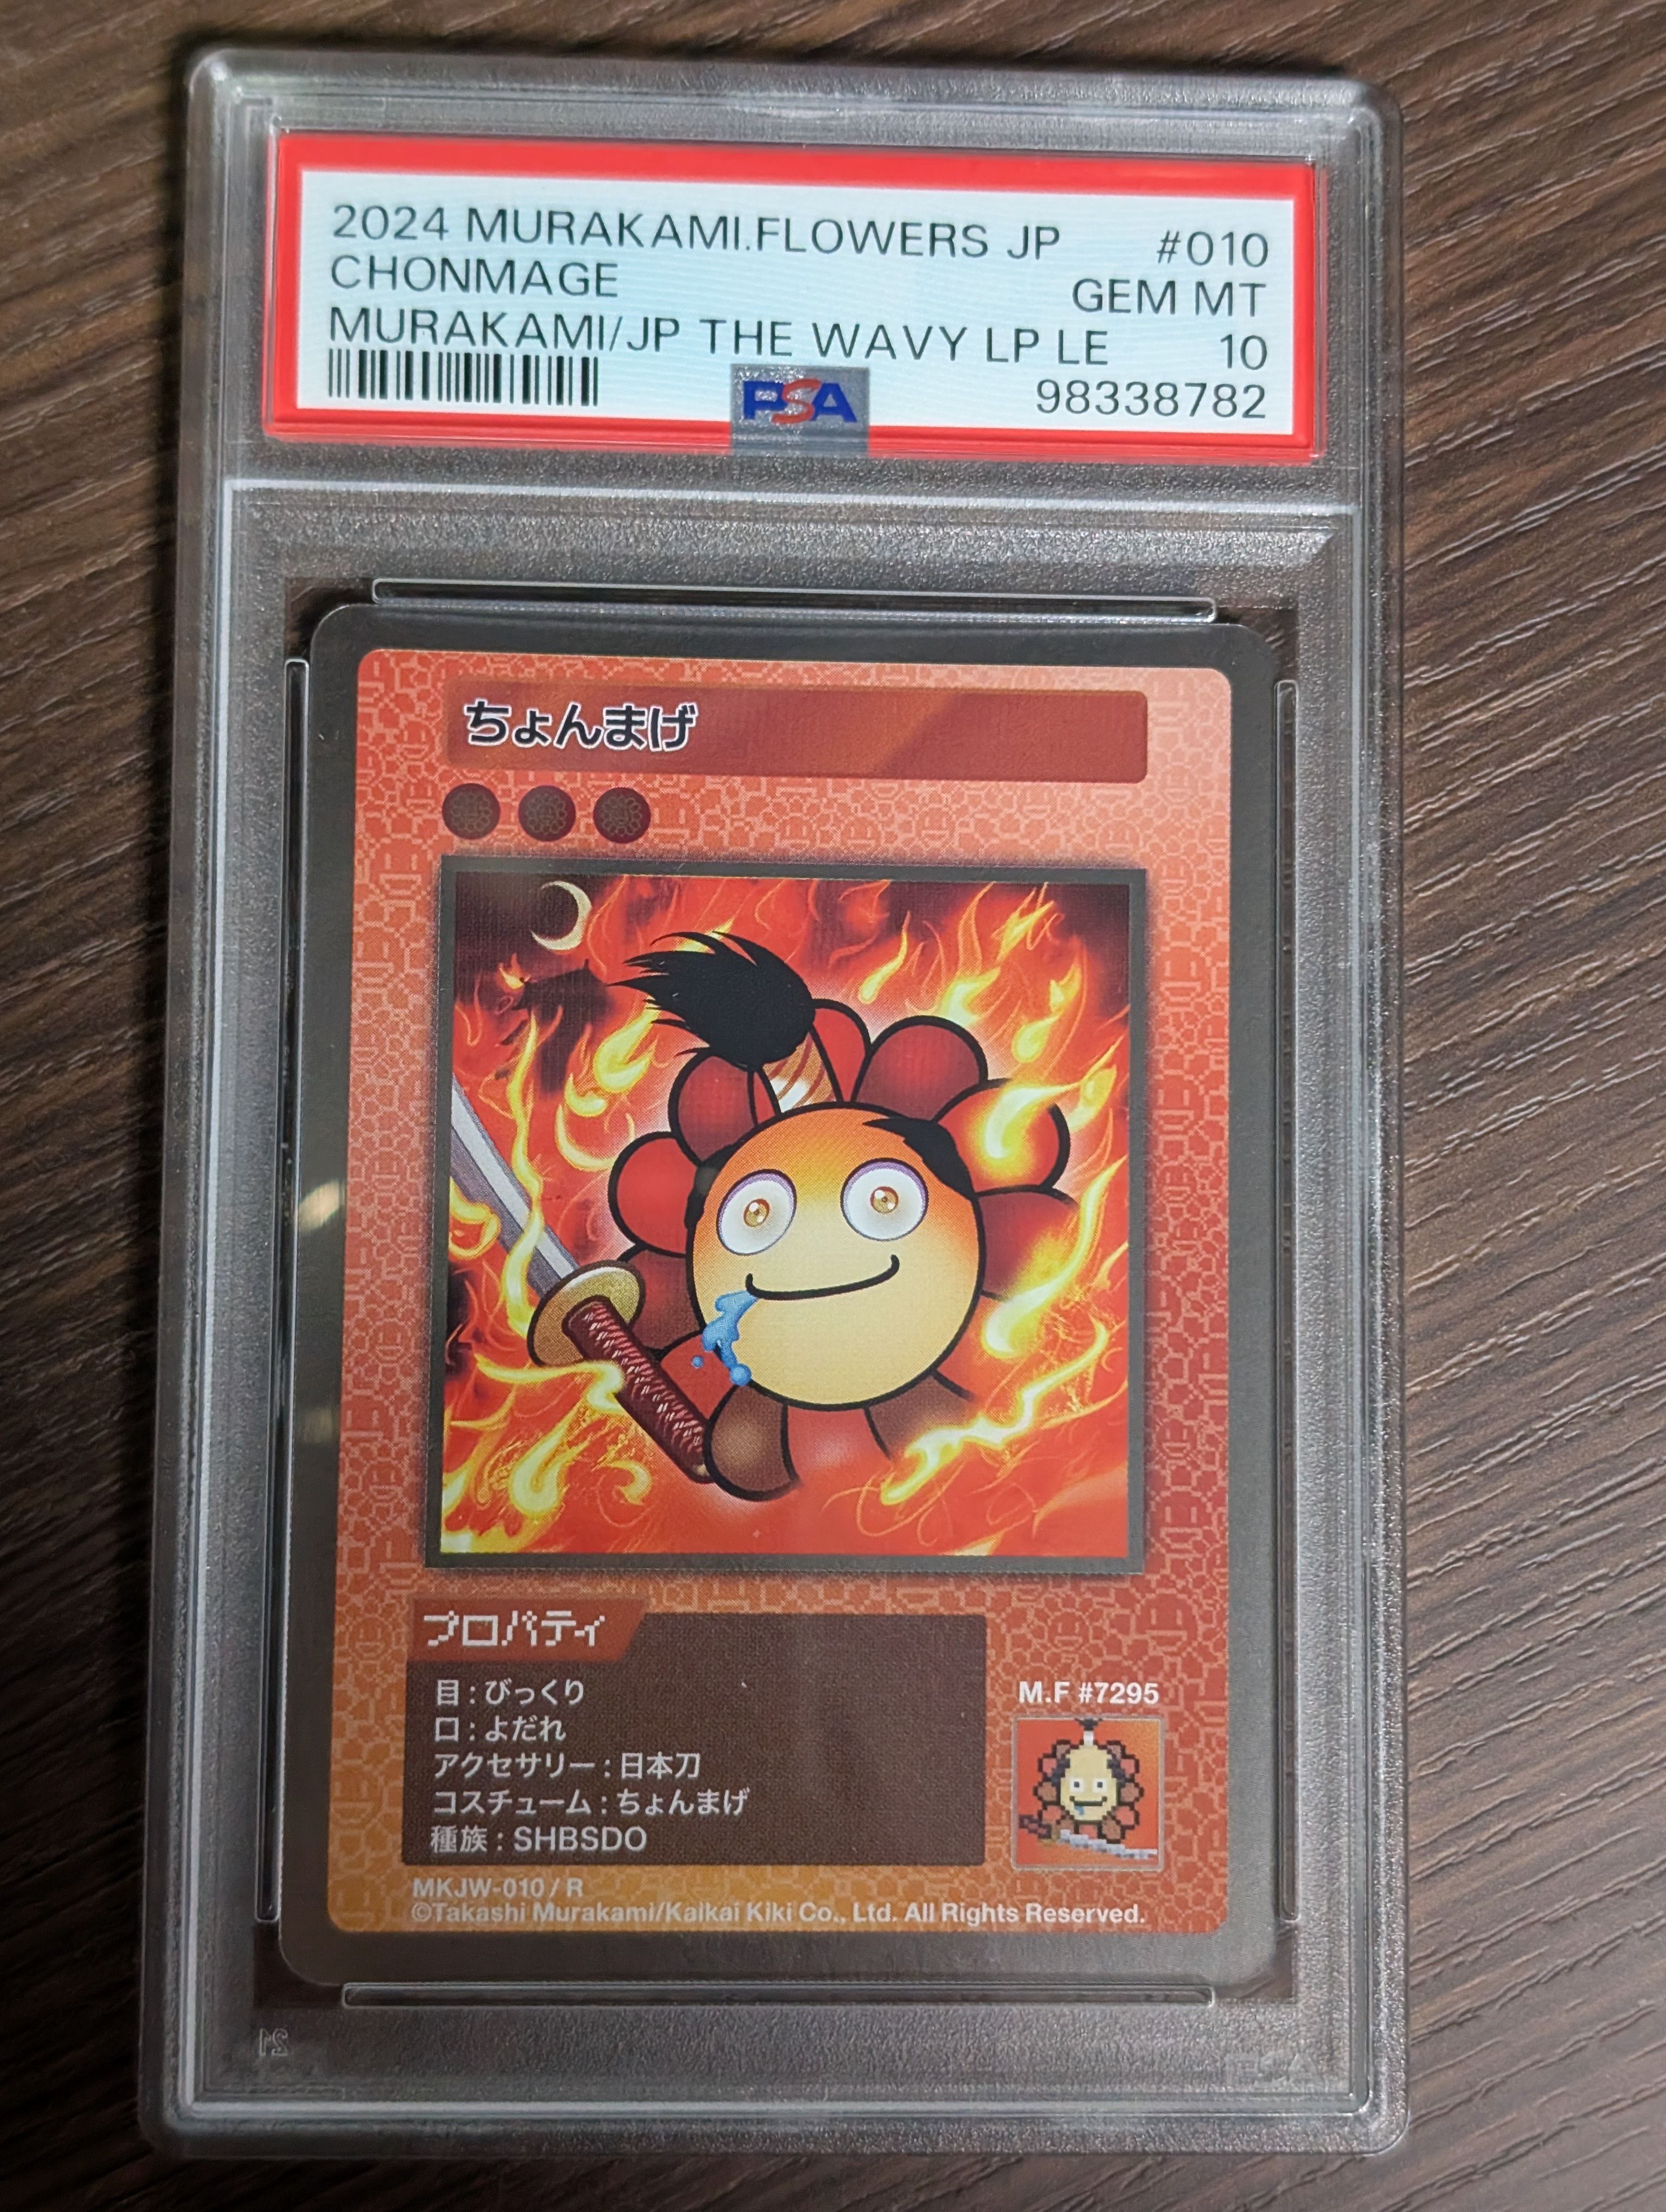 2024 MURAKAMI.FLOWERS JP #010
CHONMAGE GEM MT
MURAKAMI/JP THE WAVY LP LE 10
PSA 98338782
ちょんまげ
プロパティ
目：びっくり
口：よだれ
アクセサリー：日本刀
コスチューム：ちょんまげ
種族：SHBSDO
M.F #7295
MKJW-010 / R
©Takashi Murakami/Kaikai Kiki Co., Ltd. All Rights Reserved.